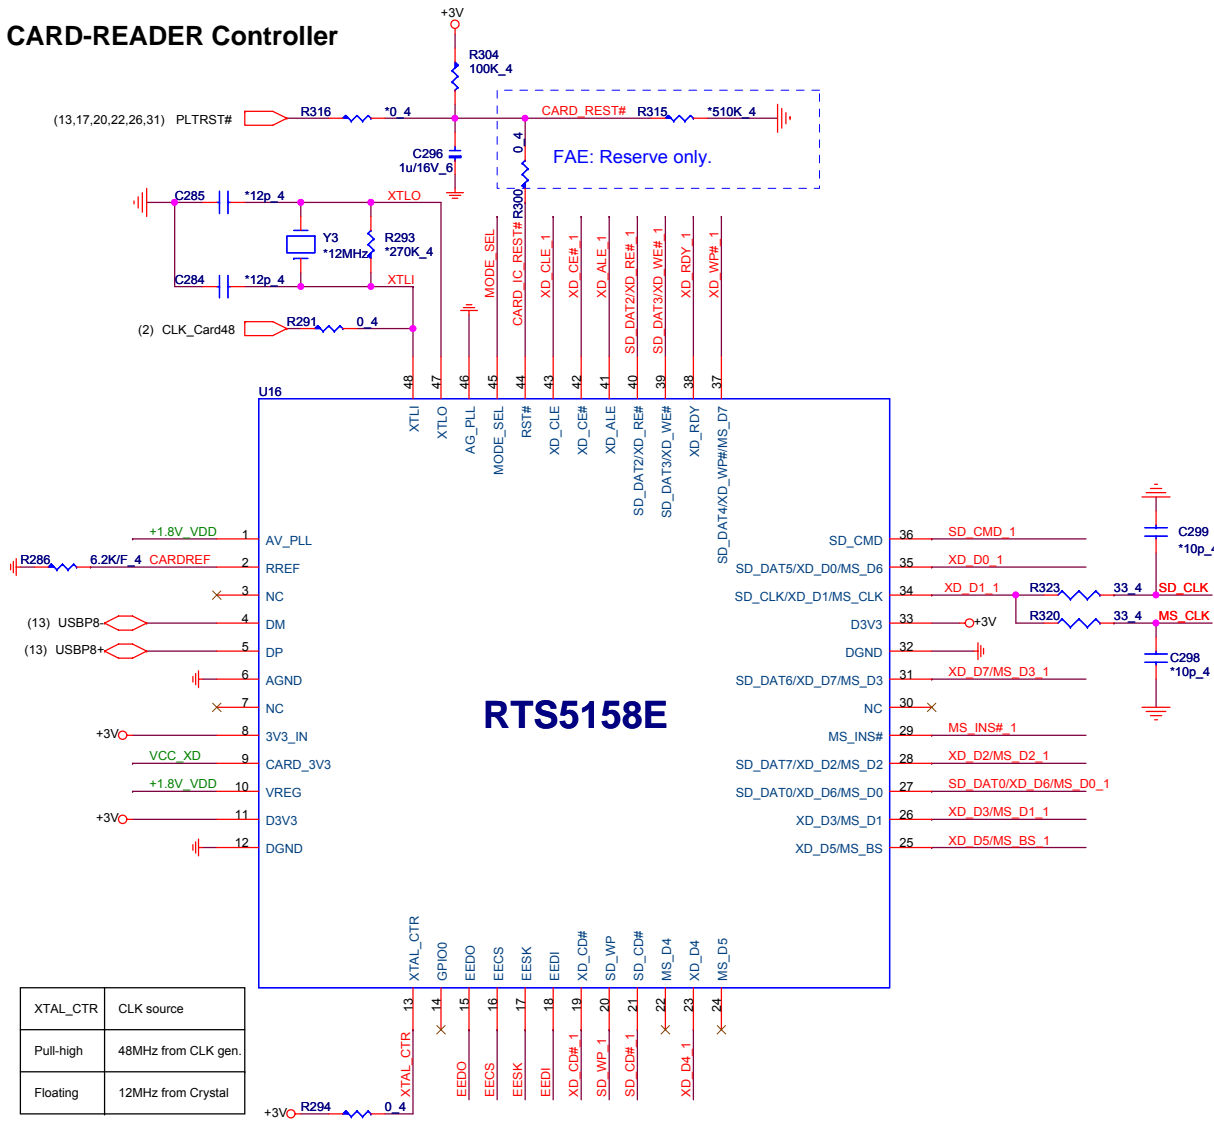 CARD-READER Controller
+3V
R304
100K_4
(13,17,20,22,26,31) PLTRST#
R316 *0_4
CARD_REST# R315 *510K_4
C296
1u/16V_6
0_4
R300
FAE: Reserve only.
C285 *12p_4
XTLO
Y3
*12MHz
R293
*270K_4
C284 *12p_4
XTLI
(2) CLK_Card48
R291 0_4
MODE_SEL
CARD_IC_REST#
XD_CLE_1
XD_CE#_1
XD_ALE_1
SD_DAT2/XD_RE#_1
SD_DAT3/XD_WE#_1
XD_RDY_1
XD_WP#_1
48 47 46 45 44 43 42 41 40 39 38 37
U16
XTLI
XTLO
AG_PLL
MODE_SEL
RST#
XD_CLE
XD_CE#
XD_ALE
SD_DAT2/XD_RE#
SD_DAT3/XD_WE#
XD_RDY
SD_DAT4/XD_WP#/MS_D7
+1.8V_VDD 1 AV_PLL
R286 6.2K/F_4 CARDREF 2 RREF
3 NC
(13) USBP8- 4 DM
(13) USBP8+ 5 DP
6 AGND
7 NC
+3V 8 3V3_IN
VCC_XD 9 CARD_3V3
+1.8V_VDD 10 VREG
+3V 11 D3V3
12 DGND
RTS5158E
SD_CMD 36 SD_CMD_1
SD_DAT5/XD_D0/MS_D6 35 XD_D0_1
SD_CLK/XD_D1/MS_CLK 34 XD_D1_1
D3V3 33 +3V
DGND 32
SD_DAT6/XD_D7/MS_D3 31 XD_D7/MS_D3_1
NC 30
MS_INS# 29 MS_INS#_1
SD_DAT7/XD_D2/MS_D2 28 XD_D2/MS_D2_1
SD_DAT0/XD_D6/MS_D0 27 SD_DAT0/XD_D6/MS_D0_1
XD_D3/MS_D1 26 XD_D3/MS_D1_1
XD_D5/MS_BS 25 XD_D5/MS_BS_1
C299
*10p_4
R323 33_4 SD_CLK
R320 33_4 MS_CLK
C298
*10p_4
XTAL_CTR
GPIO0
EEDO
EECS
EESK
EEDI
XD_CD#
SD_WP
SD_CD#
MS_D4
XD_D4
MS_D5
13 14 15 16 17 18 19 20 21 22 23 24
XTAL_CTR
EEDO
EECS
EESK
EEDI
XD_CD#_1
SD_WP_1
SD_CD#_1
XD_D4_1
XTAL_CTR CLK source
Pull-high 48MHz from CLK gen.
Floating 12MHz from Crystal
+3V R294 0_4